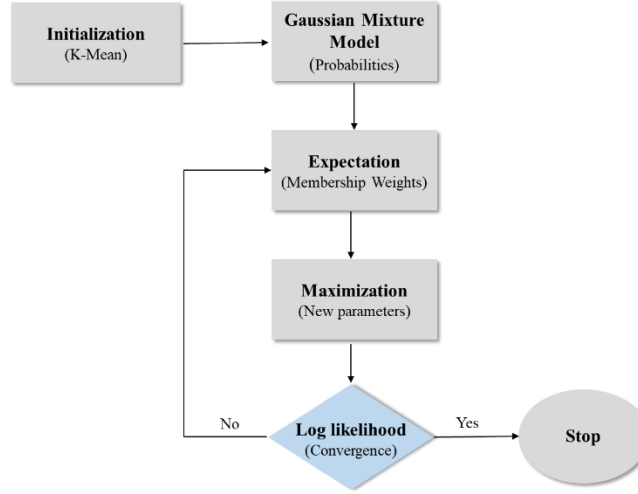 Initialization
(K-Mean)
Gaussian Mixture
Model
(Probabilities)
Expectation
(Membership Weights)
Maximization
(New parameters)
No
Log likelihood
(Convergence)
Yes
Stop